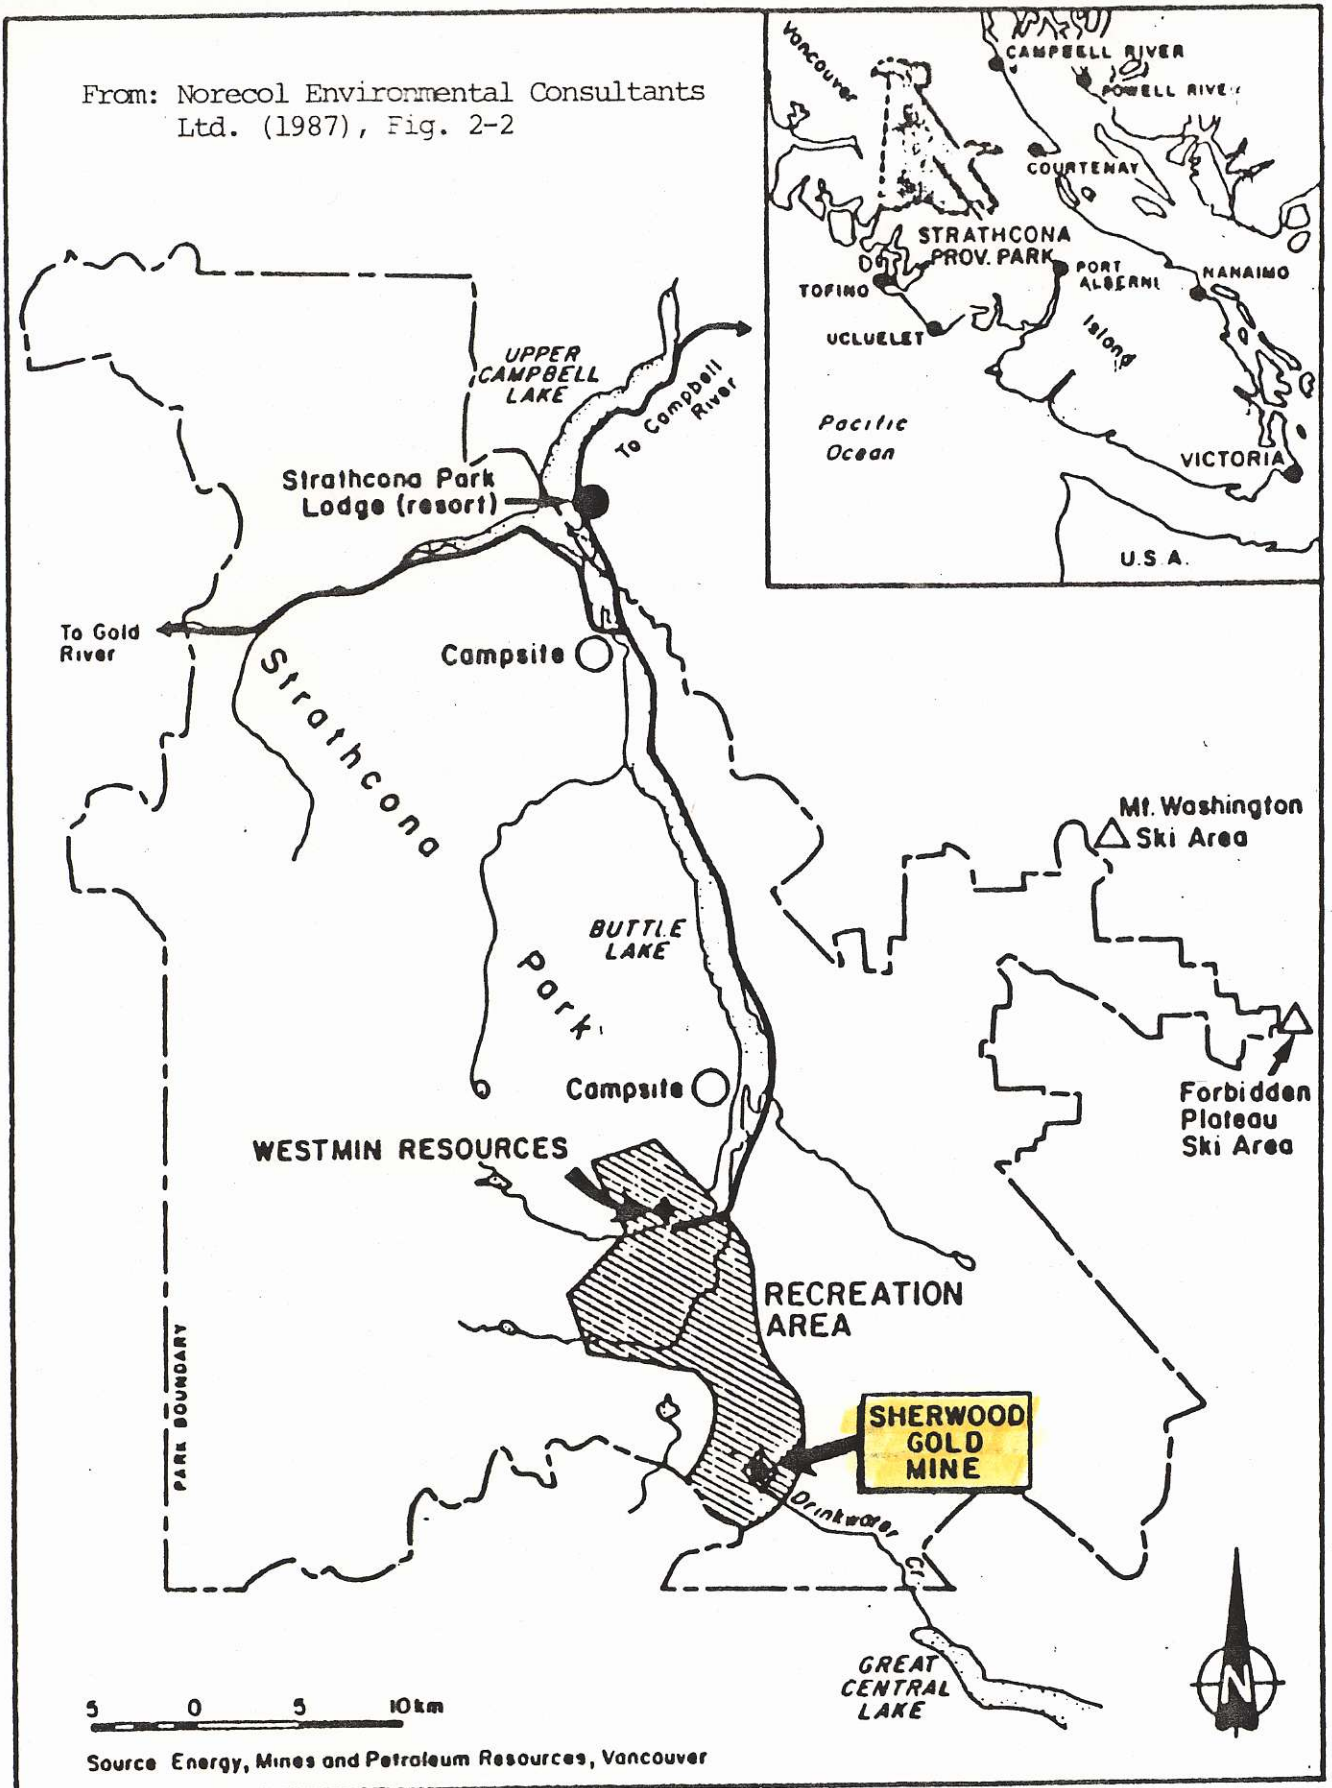 From: Norecol Environmental Consultants
Ltd. (1987), Fig. 2-2
Vancouver
CAMPBELL RIVER
POWELL RIVER
COURTENAY
STRATHCONA
PROV. PARK
PORT
ALBERNI
NANAIMO
TOFINO
UCLUELET
Island
Pacific
Ocean
VICTORIA
U.S.A.
UPPER
CAMPBELL
LAKE
To Campbell
River
Strathcona Park
Lodge (resort)
To Gold
River
Campsite
Strathcona
Park
Mt. Washington
Ski Area
BUTTLE
LAKE
Campsite
Forbidden
Plateau
Ski Area
WESTMIN RESOURCES
RECREATION
AREA
PARK BOUNDARY
SHERWOOD
GOLD
MINE
Drinkwater Cr
GREAT
CENTRAL
LAKE
N
5 0 5 10km
Source Energy, Mines and Petroleum Resources, Vancouver